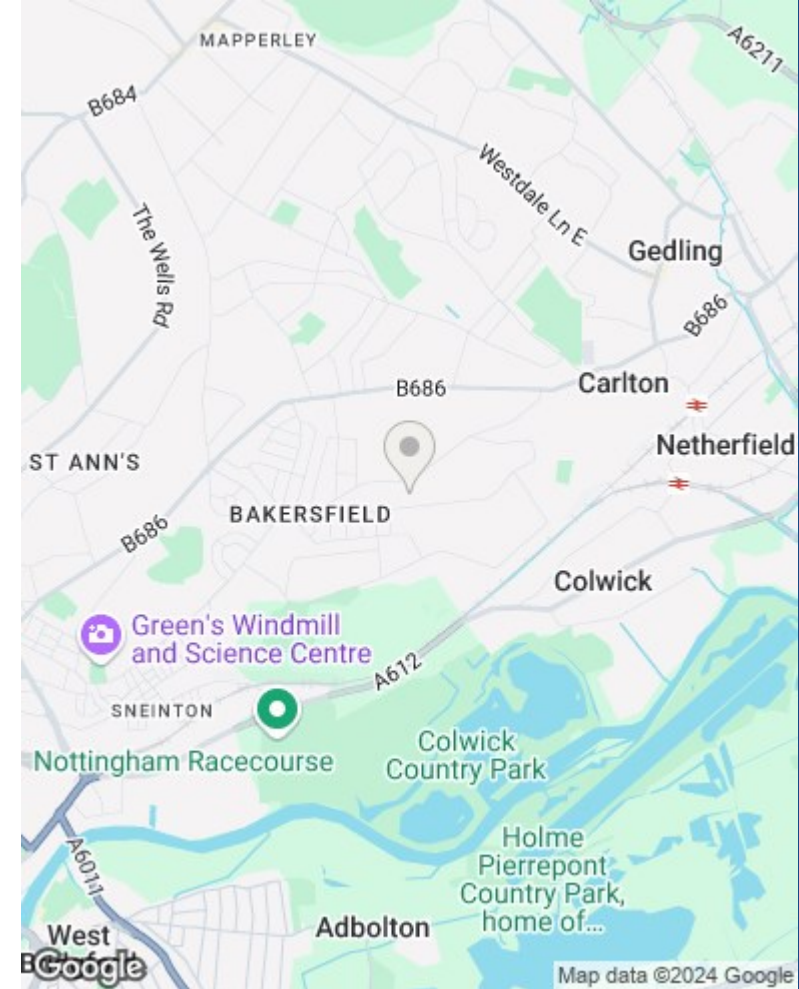 MAPPERLEY
A6211
B684
Westdale Ln E
The Wells Rd
Gedling
B686
B686
Carlton
Netherfield
ST ANN'S
BAKERSFIELD
B686
Colwick
Green's Windmill
and Science Centre
A612
SNEINTON
Nottingham Racecourse
Colwick
Country Park
Holme
Pierrepont
Country Park,
home of...
A6011
Adbolton
West
Google
Map data ©2024 Google